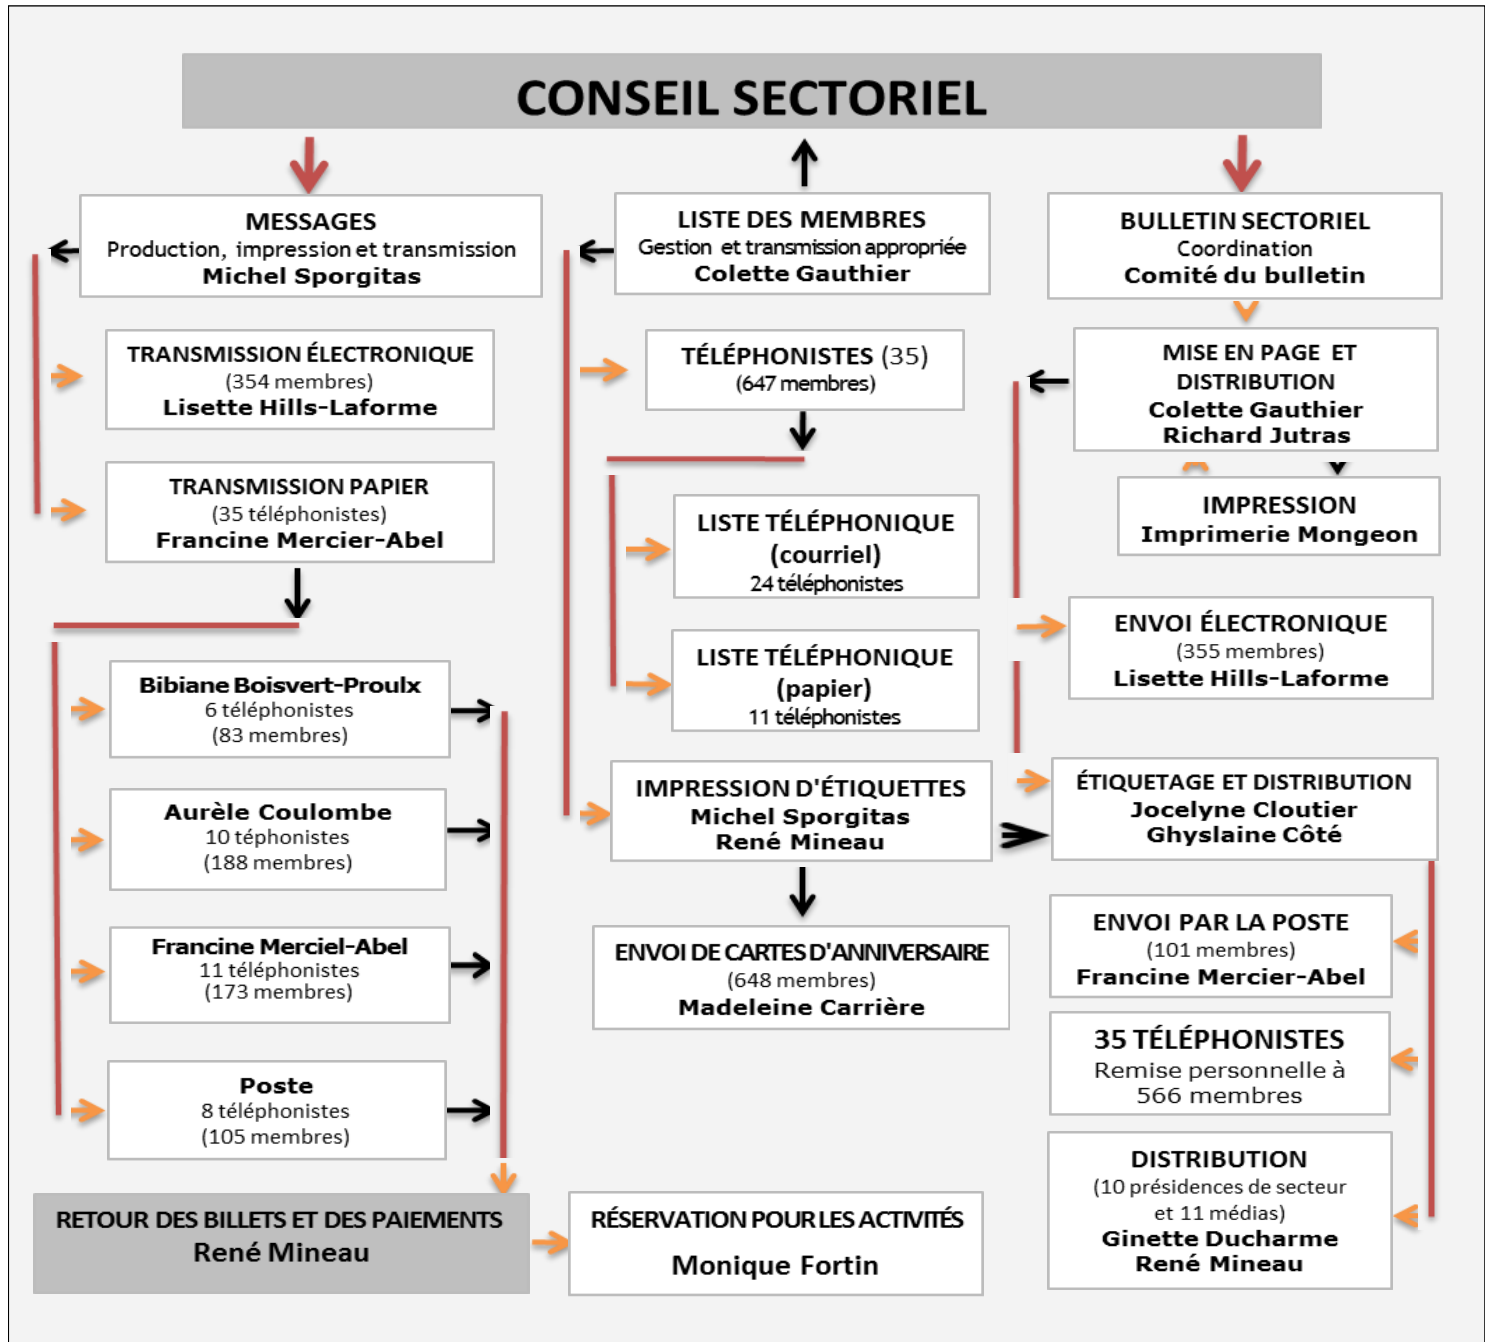 CONSEIL SECTORIEL
MESSAGES
Production, impression et transmission
Michel Sporgitas
TRANSMISSION ÉLECTRONIQUE
(354 membres)
Lisette Hills-Laforme
TRANSMISSION PAPIER
(35 téléphonistes)
Francine Mercier-Abel
Bibiane Boisvert-Proulx
6 téléphonistes
(83 membres)
Aurèle Coulombe
10 téphonistes
(188 membres)
Francine Merciel-Abel
11 téléphonistes
(173 membres)
Poste
8 téléphonistes
(105 membres)
RETOUR DES BILLETS ET DES PAIEMENTS
René Mineau
LISTE DES MEMBRES
Gestion et transmission appropriée
Colette Gauthier
TÉLÉPHONISTES (35)
(647 membres)
LISTE TÉLÉPHONIQUE
(courriel)
24 téléphonistes
LISTE TÉLÉPHONIQUE
(papier)
11 téléphonistes
IMPRESSION D'ÉTIQUETTES
Michel Sporgitas
René Mineau
ENVOI DE CARTES D'ANNIVERSAIRE
(648 membres)
Madeleine Carrière
RÉSERVATION POUR LES ACTIVITÉS
Monique Fortin
BULLETIN SECTORIEL
Coordination
Comité du bulletin
MISE EN PAGE ET
DISTRIBUTION
Colette Gauthier
Richard Jutras
IMPRESSION
Imprimerie Mongeon
ENVOI ÉLECTRONIQUE
(355 membres)
Lisette Hills-Laforme
ÉTIQUETAGE ET DISTRIBUTION
Jocelyne Cloutier
Ghyslaine Côté
ENVOI PAR LA POSTE
(101 membres)
Francine Mercier-Abel
35 TÉLÉPHONISTES
Remise personnelle à
566 membres
DISTRIBUTION
(10 présidences de secteur
et 11 médias)
Ginette Ducharme
René Mineau